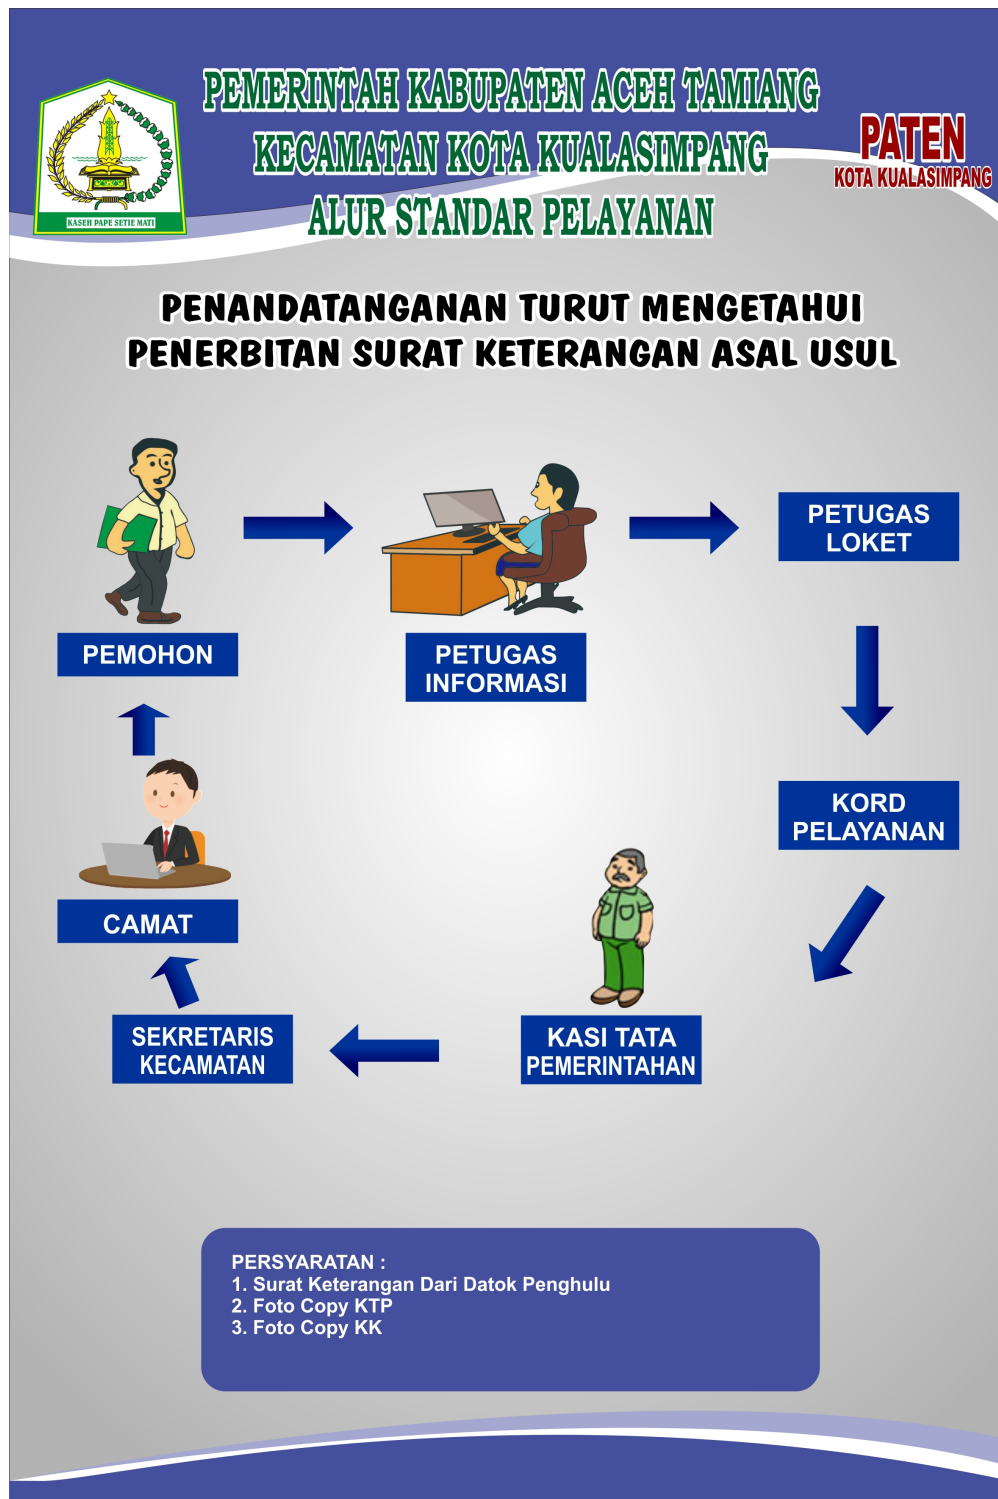 PEMERINTAH KABUPATEN ACEH TAMIANG
KECAMATAN KOTA KUALASIMPANG
ALUR STANDAR PELAYANAN
KASEH PAPE SETIE MATI
PATEN
KOTA KUALASIMPANG
PENANDATANGANAN TURUT MENGETAHUI
PENERBITAN SURAT KETERANGAN ASAL USUL
PEMOHON
PETUGAS
INFORMASI
PETUGAS
LOKET
KORD
PELAYANAN
KASI TATA
PEMERINTAHAN
SEKRETARIS
KECAMATAN
CAMAT
PERSYARATAN :
1. Surat Keterangan Dari Datok Penghulu
2. Foto Copy KTP
3. Foto Copy KK